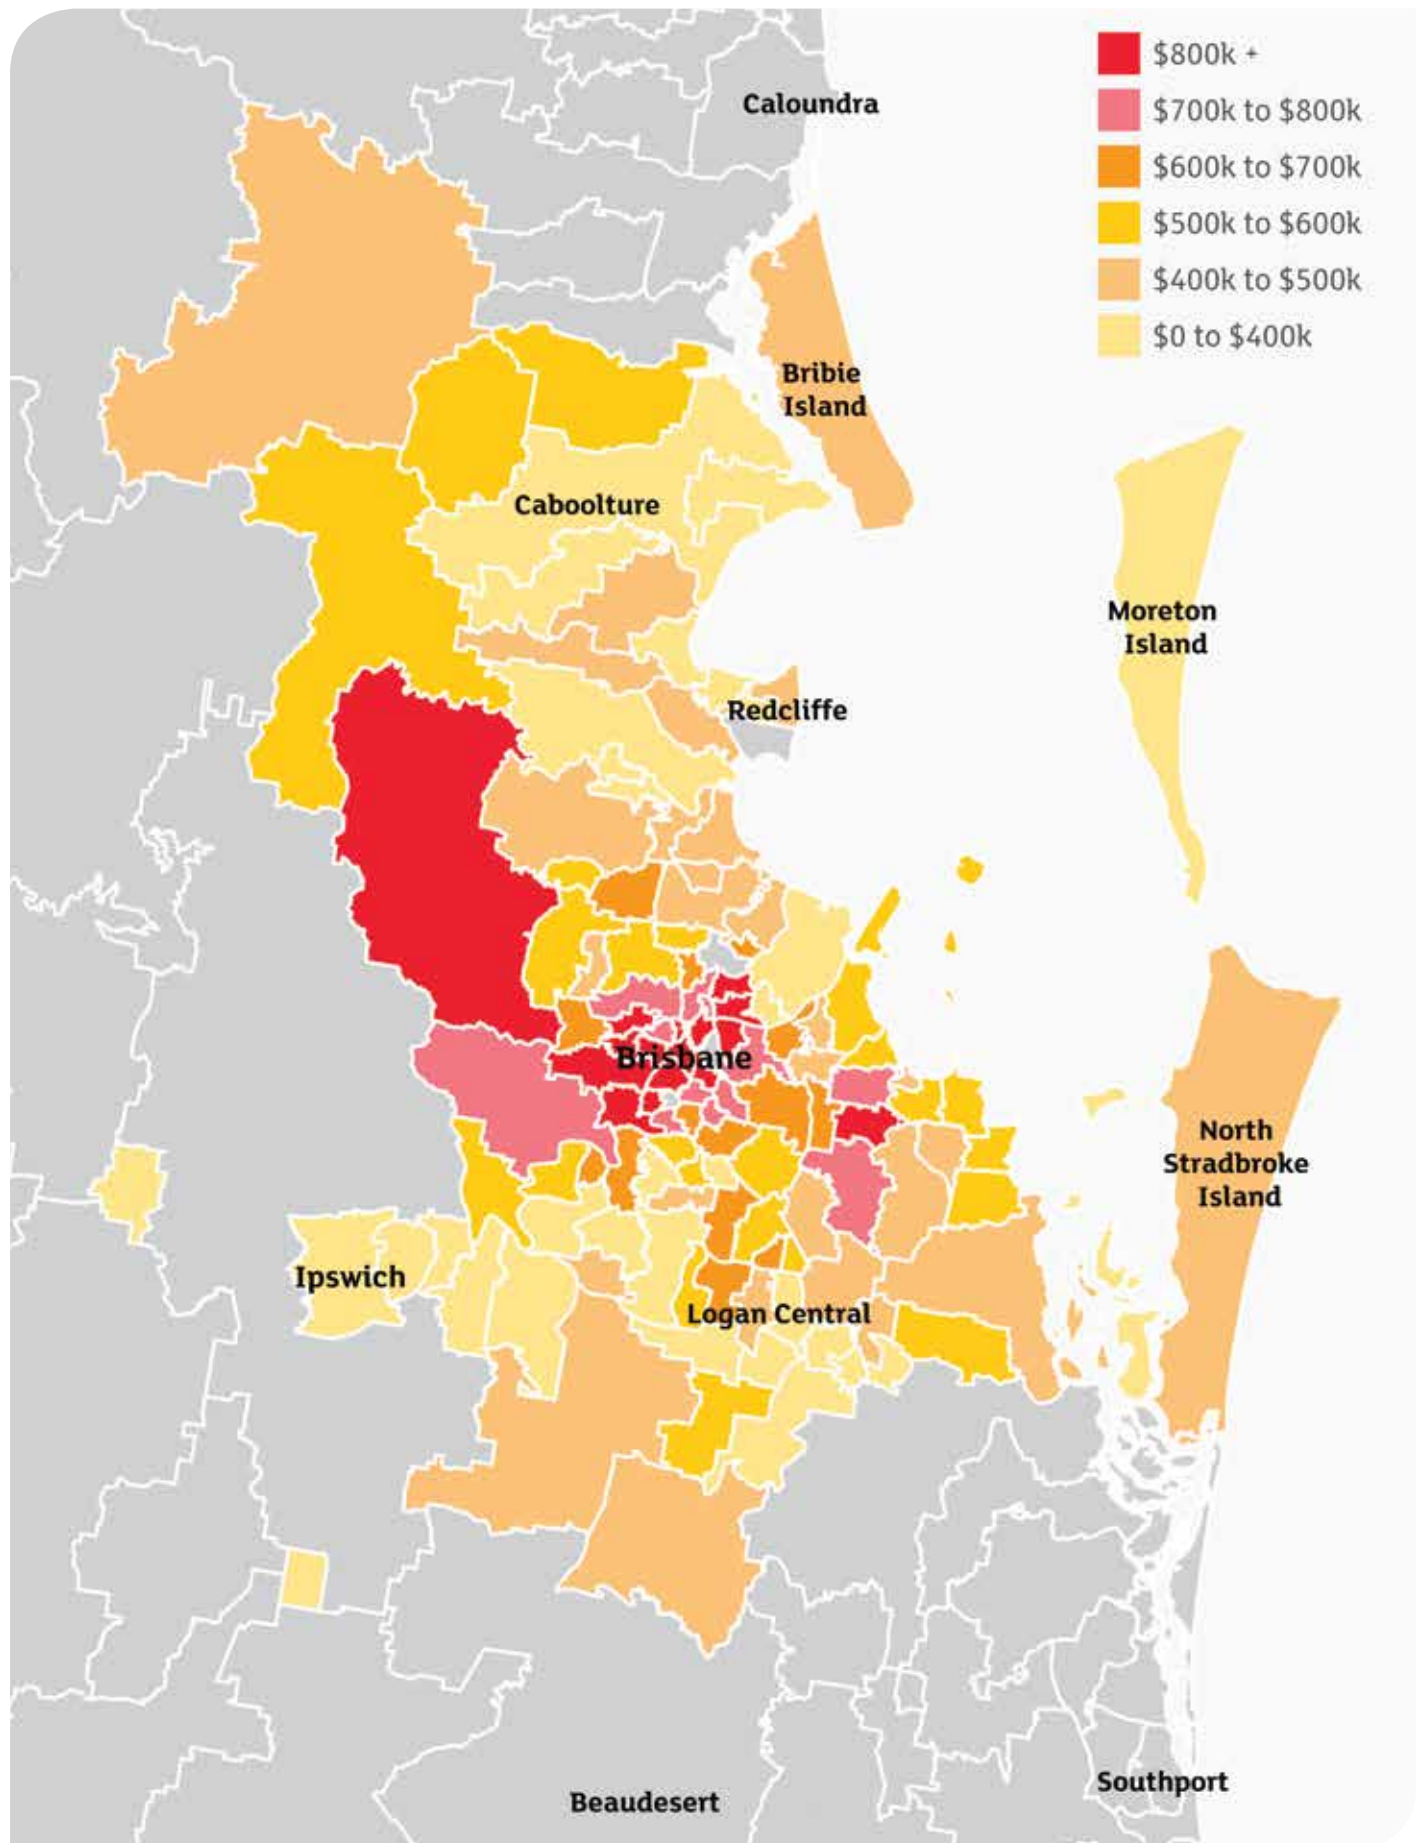 $800k +
$700k to $800k
$600k to $700k
$500k to $600k
$400k to $500k
$0 to $400k
Caloundra
Bribie
Island
Caboolture
Moreton
Island
Redcliffe
Brisbane
North
Stradbroke
Island
Ipswich
Logan Central
Southport
Beaudesert